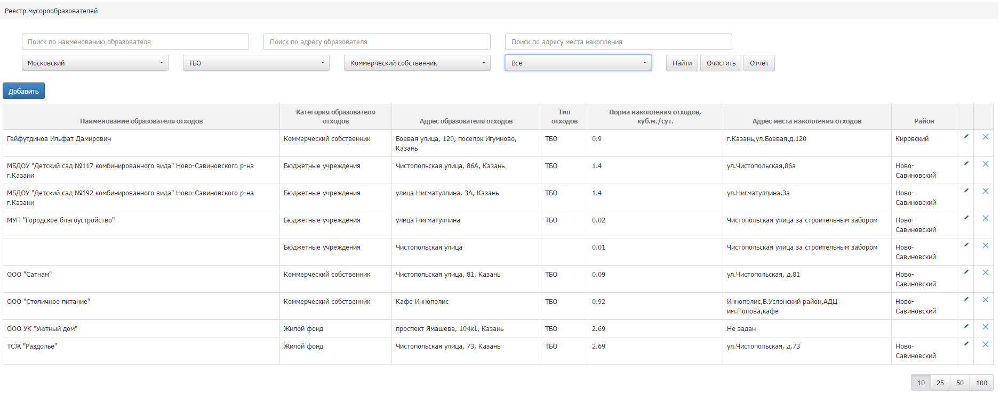 Реестр мусорообразователей
Поиск по наименованию образователя
Поиск по адресу образователя
Поиск по адресу места накопления
Московский
ТБО
Коммерческий собственник
Все
Найти
Очистить
Отчёт
Добавить
Наименование образователя отходов
Категория образователя
отходов
Адрес образователя отходов
Тип
отходов
Норма накопления отходов,
куб.м./сут.
Адрес места накопления отходов
Район
Гайфутдинов Ильфат Дамирович
Коммерческий собственник
Боевая улица, 120, поселок Игумново,
Казань
ТБО
0.9
г.Казань,ул.Боевая,д.120
Кировский
МБДОУ "Детский сад №117 комбинированного вида" Ново-Савиновского р-на
г.Казани
Бюджетные учреждения
Чистопольская улица, 86А, Казань
ТБО
1.4
ул.Чистопольская,86а
Ново-
Савиновский
МБДОУ "Детский сад №192 комбинированного вида" Ново-Савиновского р-на
г.Казани
Бюджетные учреждения
улица Нигматуллина, 3А, Казань
ТБО
1.4
ул.Нигматуллина,3а
Ново-
Савиновский
МУП "Городское благоустройство"
Бюджетные учреждения
улица Нигматуллина
ТБО
0.02
Чистопольская улица за строительным забором
Ново-
Савиновский
Бюджетные учреждения
Чистопольская улица
0.01
Чистопольская улица за строительным забором
Ново-
Савиновский
ООО "Сатнам"
Коммерческий собственник
Чистопольская улица, 81, Казань
ТБО
0.09
ул.Чистопольская, д.81
Ново-
Савиновский
ООО "Столичное питание"
Коммерческий собственник
Кафе Иннополис
ТБО
0.92
Иннополис,В.Услонский район,АДЦ
им.Попова,кафе
Ново-
Савиновский
ООО УК "Уютный дом"
Жилой фонд
проспект Ямашева, 104к1, Казань
ТБО
2.69
Не задан
ТСЖ "Раздолье"
Жилой фонд
Чистопольская улица, 73, Казань
ТБО
2.69
ул.Чистопольская, д.73
Ново-
Савиновский
10
25
50
100